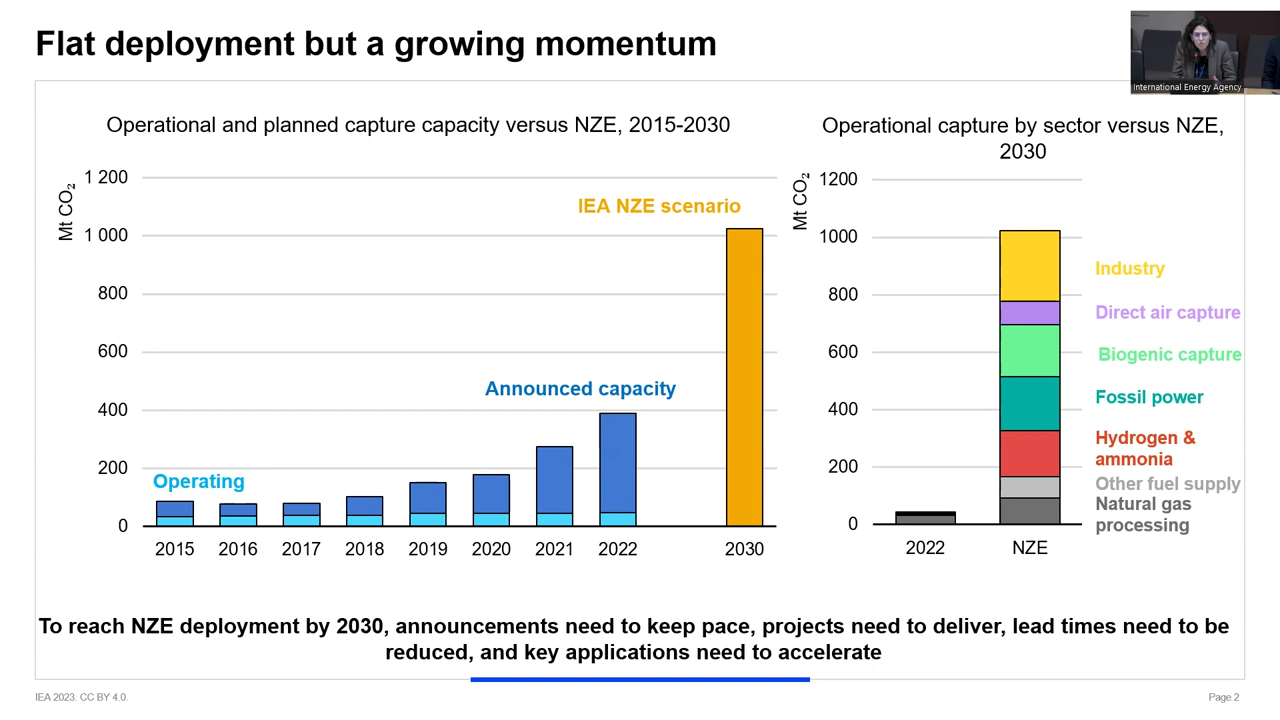 Flat deployment but a growing momentum
International Energy Agency
Operational and planned capture capacity versus NZE, 2015-2030
Mt CO₂
1 200
1 000
800
600
400
200
0
IEA NZE scenario
Announced capacity
Operating
2015
2016
2017
2018
2019
2020
2021
2022
2030
Operational capture by sector versus NZE,
2030
Mt CO₂
1200
1000
800
600
400
200
0
Industry
Direct air capture
Biogenic capture
Fossil power
Hydrogen &
ammonia
Other fuel supply
Natural gas
processing
2022
NZE
To reach NZE deployment by 2030, announcements need to keep pace, projects need to deliver, lead times need to be
reduced, and key applications need to accelerate
IEA 2023. CC BY 4.0.
Page 2